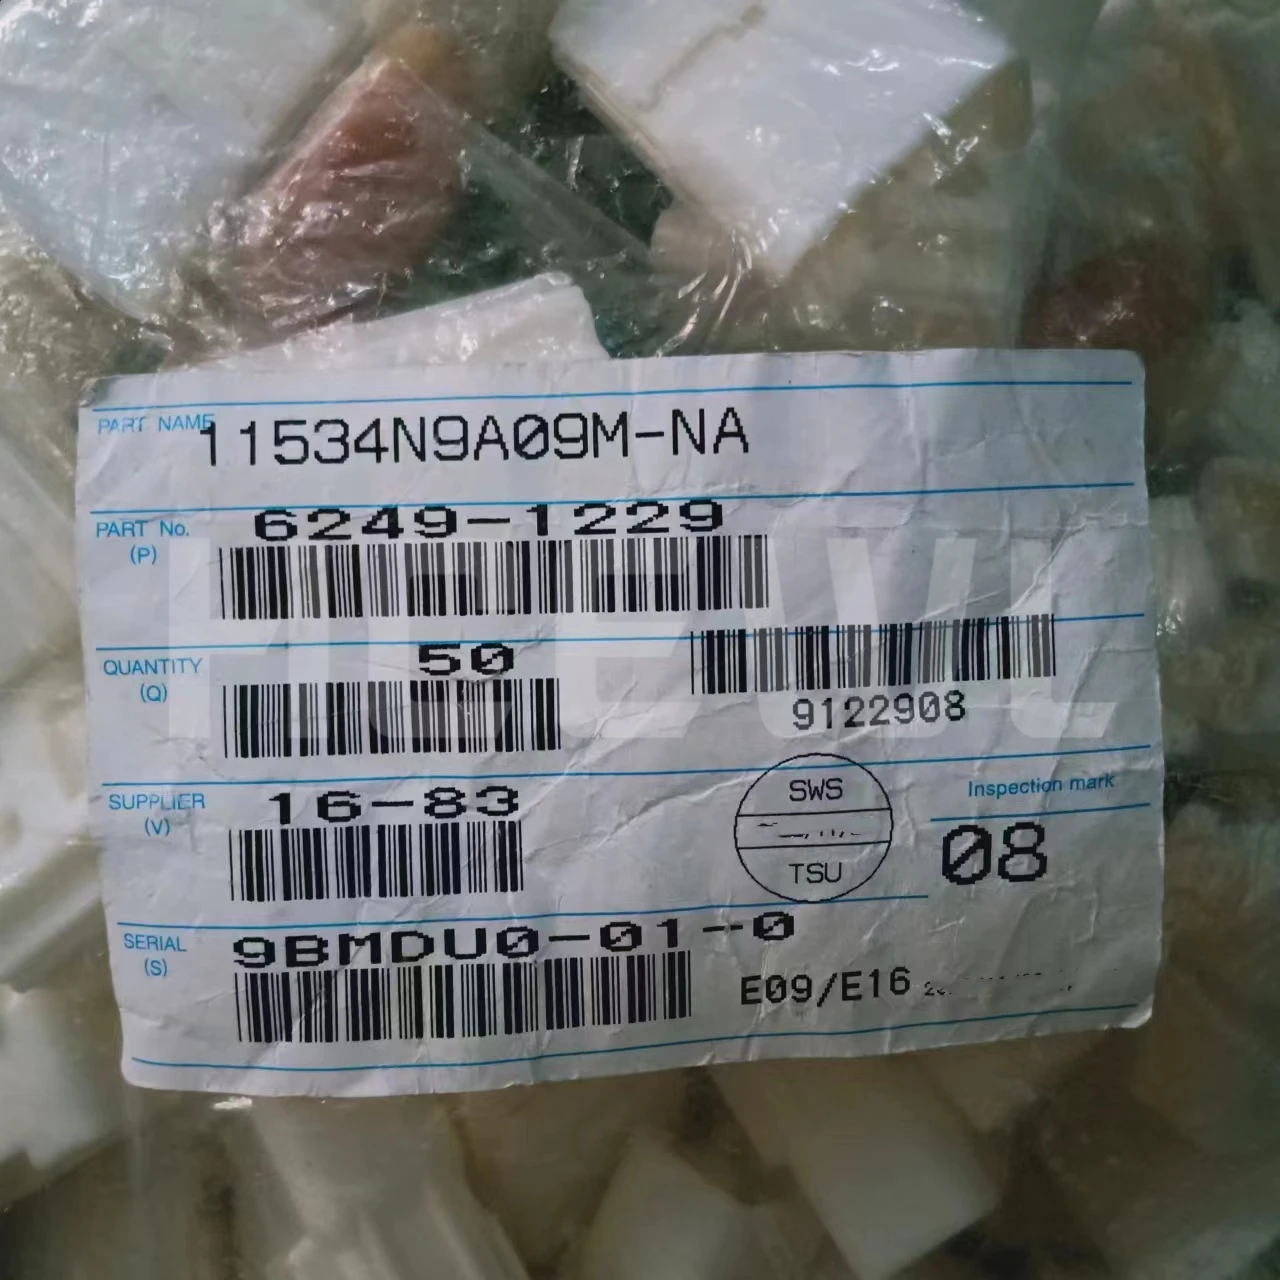 PART NAME 11534N9A09M-NA
PART No. 6249-1229
(P)
QUANTITY 50
(Q)
9122908
SUPPLIER 16-83
(V)
SWS
TSU
Inspection mark
08
SERIAL 9BMDU0-01--0
(S)
E09/E16